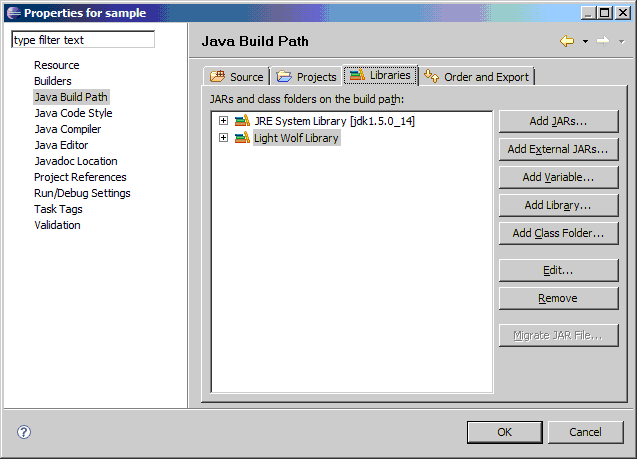 Properties for sample
type filter text
Resource
Builders
Java Build Path
Java Code Style
Java Compiler
Java Editor
Javadoc Location
Project References
Run/Debug Settings
Task Tags
Validation
Java Build Path
Source Projects Libraries Order and Export
JARs and class folders on the build path:
JRE System Library [jdk1.5.0_14]
Light Wolf Library
Add JARs...
Add External JARs...
Add Variable...
Add Library...
Add Class Folder...
Edit...
Remove
Migrate JAR File...
?
OK Cancel